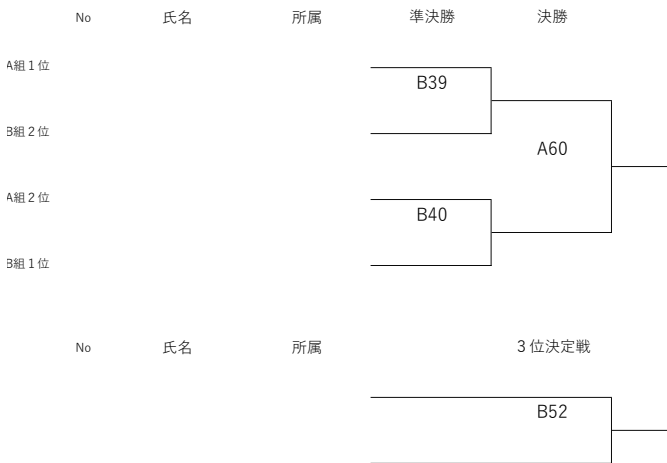 No 氏名 所属 準決勝 決勝
A組１位
B39
B組２位
A60
A組２位
B40
B組１位
No 氏名 所属 ３位決定戦
B52